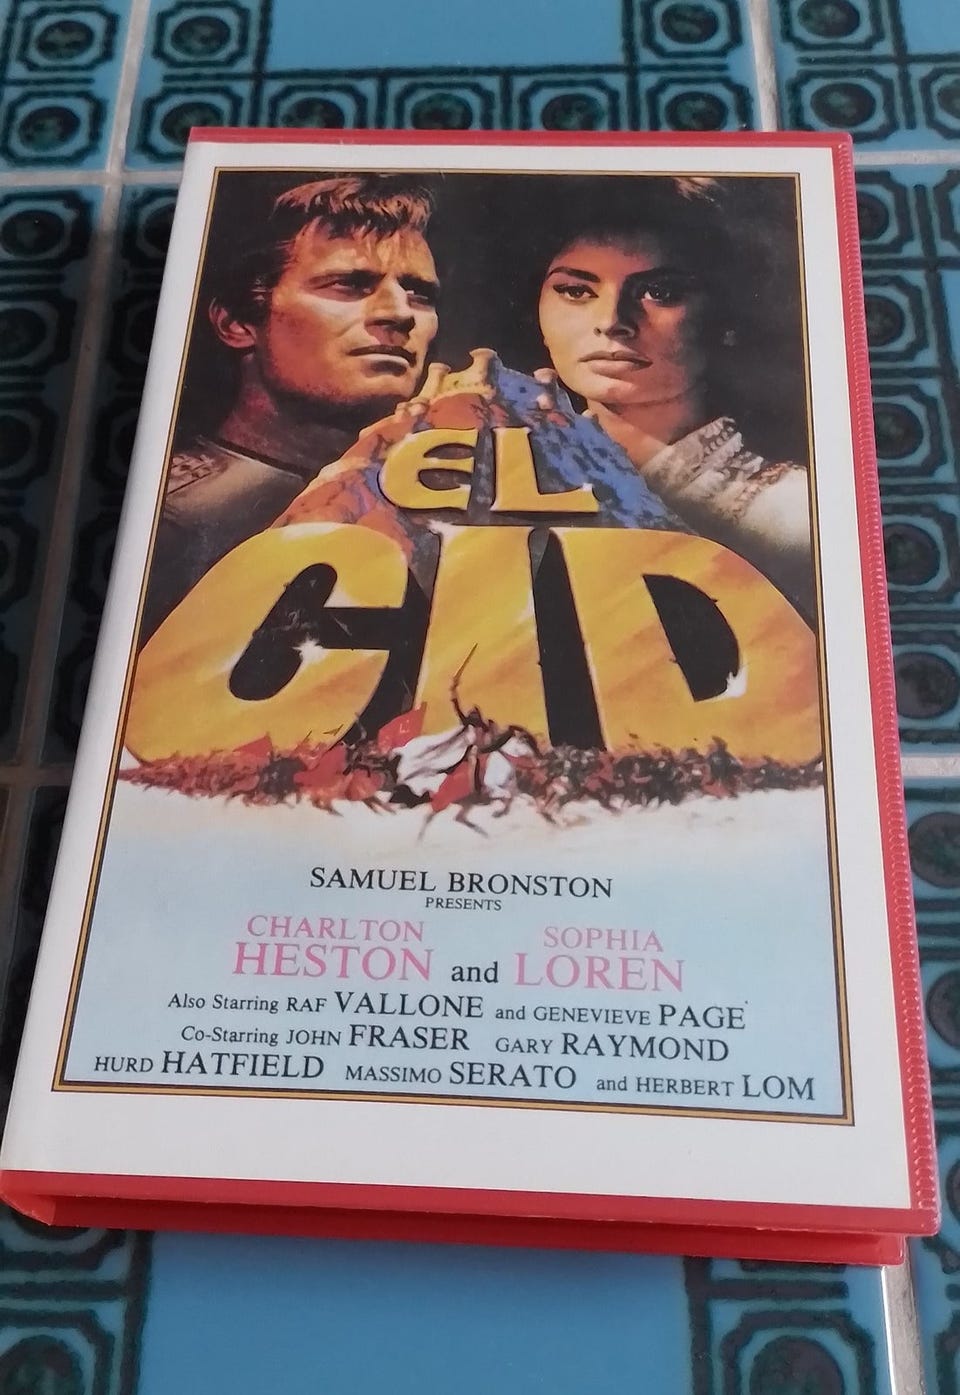 EL
CID
SAMUEL BRONSTON
PRESENTS
CHARLTON HESTON and SOPHIA LOREN
Also Starring RAF VALLONE and GENEVIEVE PAGE
Co-Starring JOHN FRASER GARY RAYMOND
HURD HATFIELD MASSIMO SERATO and HERBERT LOM